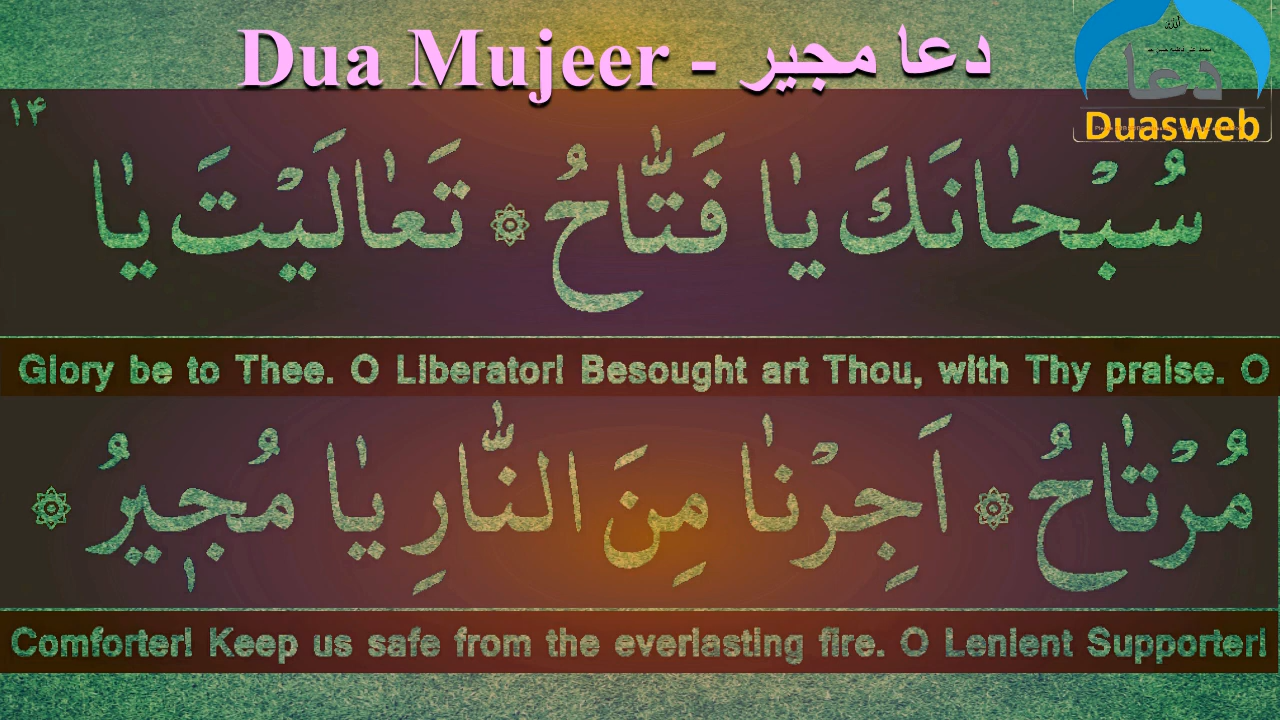 Dua Mujeer - دعا مجیر
دعا
Duasweb
۱۴
سُبْحٰانَكَ یٰا فَتّٰاحُ ۞ تَعٰالَیْتَ یٰا
Glory be to Thee. O Liberator! Besought art Thou, with Thy praise. O
مُرْتٰاحُ ۞ اَجِرْنٰا مِنَ النّٰارِ یٰا مُجیرُ ۞
Comforter! Keep us safe from the everlasting fire. O Lenient Supporter!